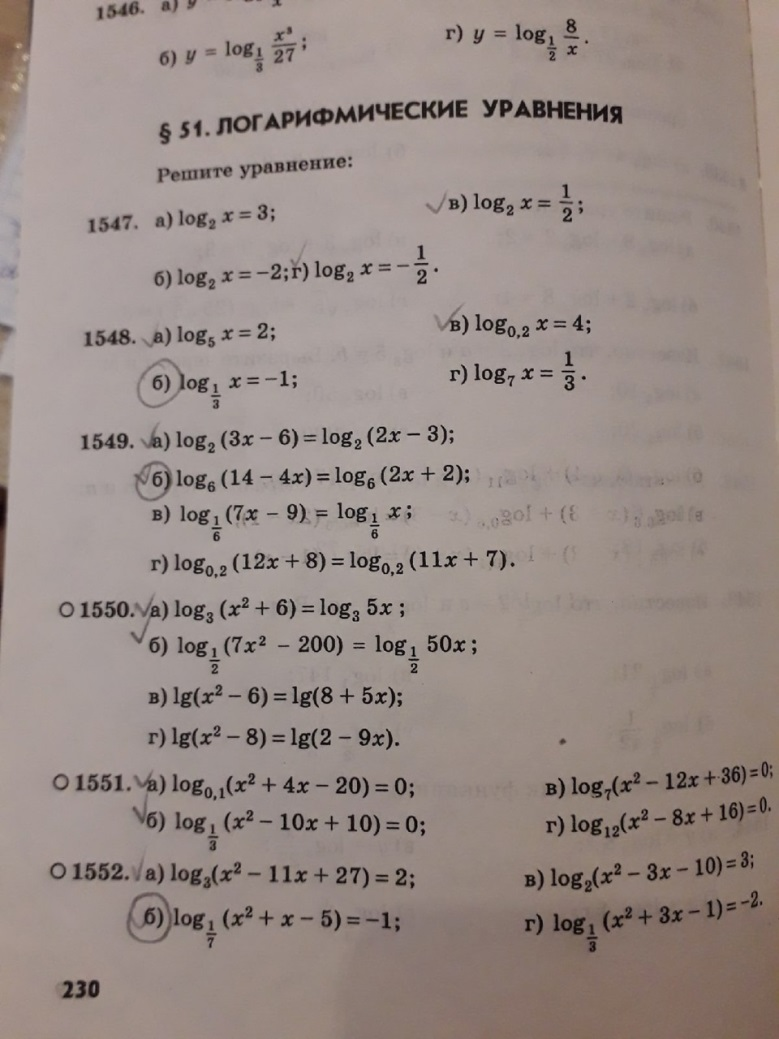 1546. а) y
б) y = log_{1/3} x³/27;
г) y = log_{1/2} 8/x.
§ 51. ЛОГАРИФМИЧЕСКИЕ УРАВНЕНИЯ
Решите уравнение:
1547. а) log₂ x = 3; в) log₂ x = 1/2;
б) log₂ x = −2; г) log₂ x = −1/2.
1548. а) log₅ x = 2; в) log₀,₂ x = 4;
б) log_{1/3} x = −1; г) log₇ x = 1/3.
1549. а) log₂ (3x − 6) = log₂ (2x − 3);
б) log₆ (14 − 4x) = log₆ (2x + 2);
в) log_{1/6} (7x − 9) = log_{1/6} x;
г) log₀,₂ (12x + 8) = log₀,₂ (11x + 7).
1550. а) log₃ (x² + 6) = log₃ 5x;
б) log_{1/2} (7x² − 200) = log_{1/2} 50x;
в) lg(x² − 6) = lg(8 + 5x);
г) lg(x² − 8) = lg(2 − 9x).
1551. а) log₀,₁(x² + 4x − 20) = 0; в) log₇(x² − 12x + 36) = 0;
б) log_{1/3} (x² − 10x + 10) = 0; г) log₁₂(x² − 8x + 16) = 0.
1552. а) log₃(x² − 11x + 27) = 2; в) log₂(x² − 3x − 10) = 3;
б) log_{1/7} (x² + x − 5) = −1; г) log_{1/3} (x² + 3x − 1) = −2.
230